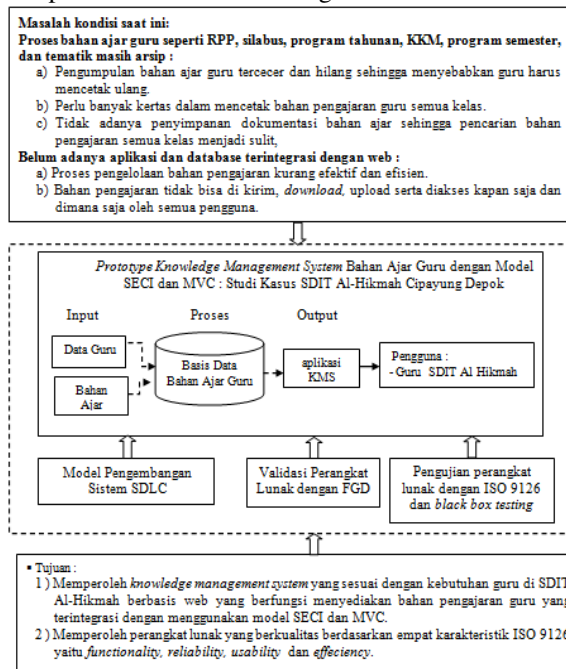 Masalah kondisi saat ini:
Proses bahan ajar guru seperti RPP, silabus, program tahunan, KKM, program semester,
dan tematik masih arsip :
a) Pengumpulan bahan ajar guru tercecer dan hilang sehingga menyebabkan guru harus
mencetak ulang.
b) Perlu banyak kertas dalam mencetak bahan pengajaran guru semua kelas.
c) Tidak adanya penyimpanan dokumentasi bahan ajar sehingga pencarian bahan
pengajaran semua kelas menjadi sulit,
Belum adanya aplikasi dan database terintegrasi dengan web :
a) Proses pengelolaan bahan pengajaran kurang efektif dan efisien.
b) Bahan pengajaran tidak bisa di kirim, download, upload serta diakses kapan saja dan
dimana saja oleh semua pengguna.
Prototype Knowledge Management System Bahan Ajar Guru dengan Model
SECI dan MVC : Studi Kasus SDIT Al-Hikmah Cipayung Depok
Input Proses Output
Data Guru
Bahan
Ajar
Basis Data
Bahan Ajar Guru
aplikasi
KMS
Pengguna :
- Guru SDIT Al Hikmah
Model Pengembangan
Sistem SDLC
Validasi Perangkat
Lunak dengan FGD
Pengujian perangkat
lunak dengan ISO 9126
dan black box testing
▪ Tujuan :
1 ) Memperoleh knowledge management system yang sesuai dengan kebutuhan guru di SDIT
Al-Hikmah berbasis web yang berfungsi menyediakan bahan pengajaran guru yang
terintegrasi dengan menggunakan model SECI dan MVC.
2 ) Memperoleh perangkat lunak yang berkualitas berdasarkan empat karakteristik ISO 9126
yaitu functionality, reliability, usability dan effeciency.